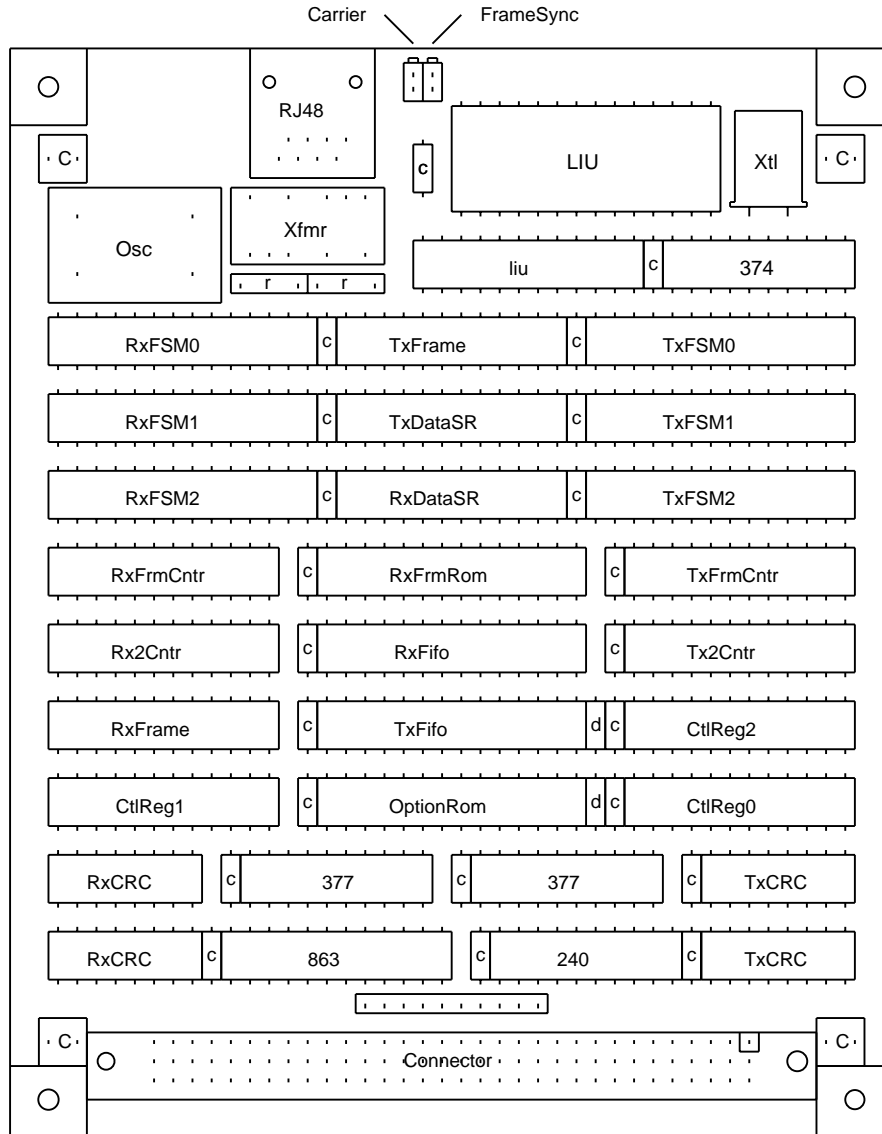 Carrier FrameSync
RJ48
C c LIU Xtl C
Osc Xfmr
liu c 374
r r
RxFSM0 c TxFrame c TxFSM0
RxFSM1 c TxDataSR c TxFSM1
RxFSM2 c RxDataSR c TxFSM2
RxFrmCntr c RxFrmRom c TxFrmCntr
Rx2Cntr c RxFifo c Tx2Cntr
RxFrame c TxFifo d c CtlReg2
CtlReg1 c OptionRom d c CtlReg0
RxCRC c 377 c 377 c TxCRC
RxCRC c 863 c 240 c TxCRC
C C
Connector